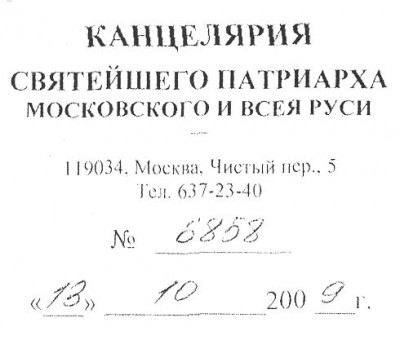 КАНЦЕЛЯРИЯ
СВЯТЕЙШЕГО ПАТРИАРХА
МОСКОВСКОГО И ВСЕЯ РУСИ
119034, Москва, Чистый пер., 5
Тел. 637-23-40
№ 6858
«13» 10 2009 г.